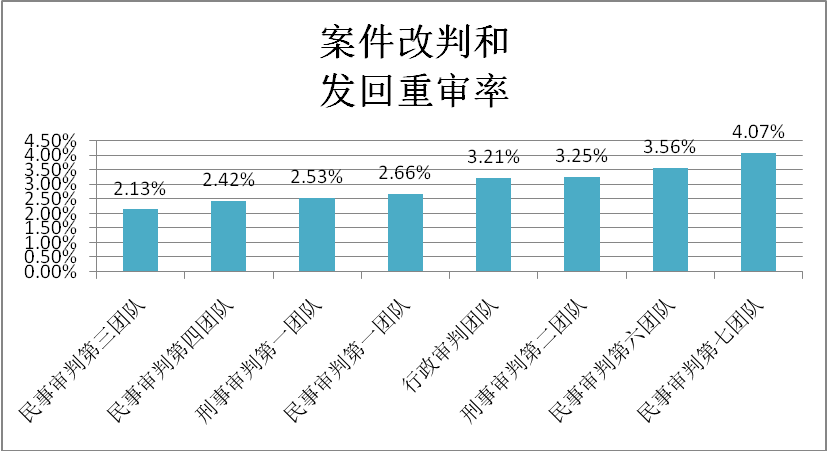 案件改判和
发回重审率
4.50%
4.00%
3.50%
3.00%
2.50%
2.00%
1.50%
1.00%
0.50%
0.00%
2.13%
2.42%
2.53%
2.66%
3.21%
3.25%
3.56%
4.07%
民事审判第三团队
民事审判第四团队
刑事审判第一团队
民事审判第一团队
行政审判团队
刑事审判第二团队
民事审判第六团队
民事审判第七团队